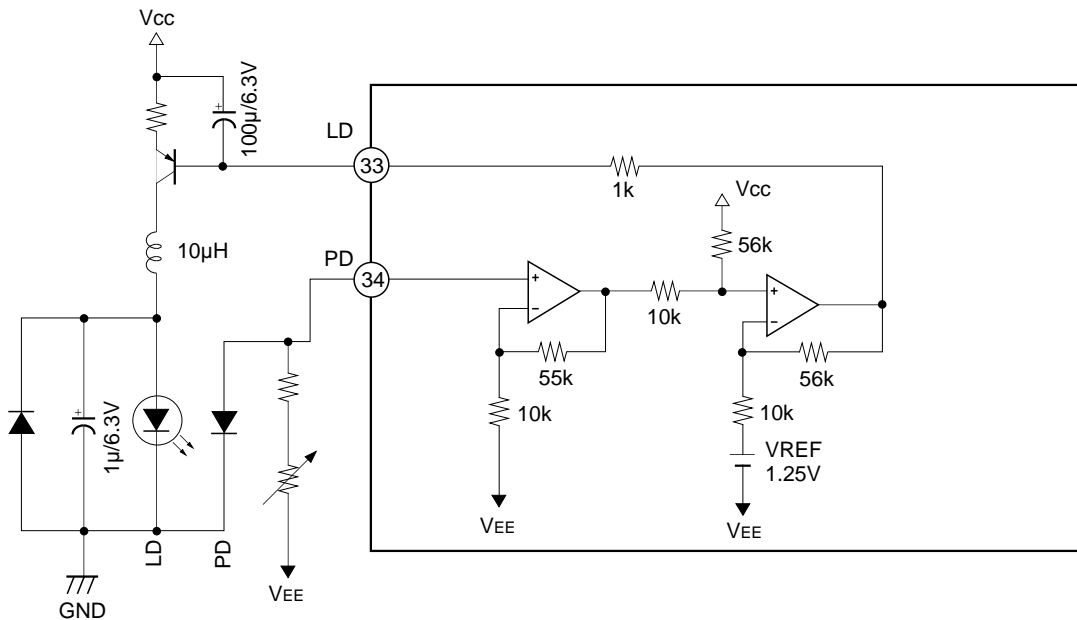 Vcc
100µ/6.3V
LD
33
1k
Vcc
10µH
PD
34
56k
+
−
10k
+
−
55k
56k
10k
10k
VREF
1.25V
+
1µ/6.3V
VEE
VEE
LD
PD
VEE
GND